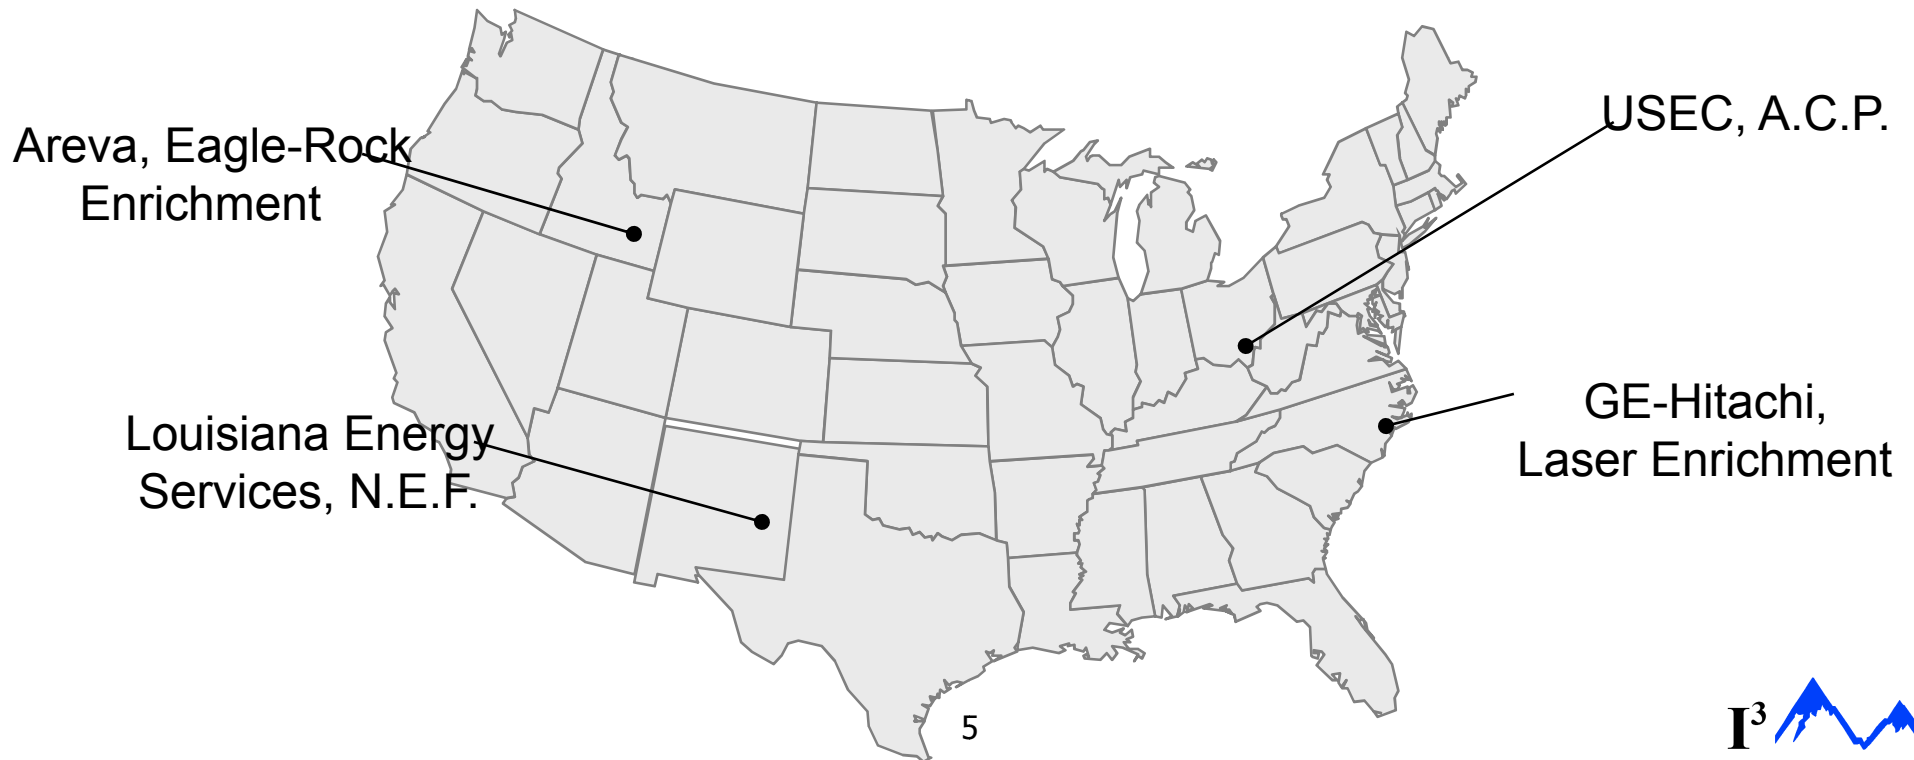 USEC, A.C.P.
Areva, Eagle-Rock
Enrichment
GE-Hitachi,
Laser Enrichment
Louisiana Energy
Services, N.E.F.
5
I³